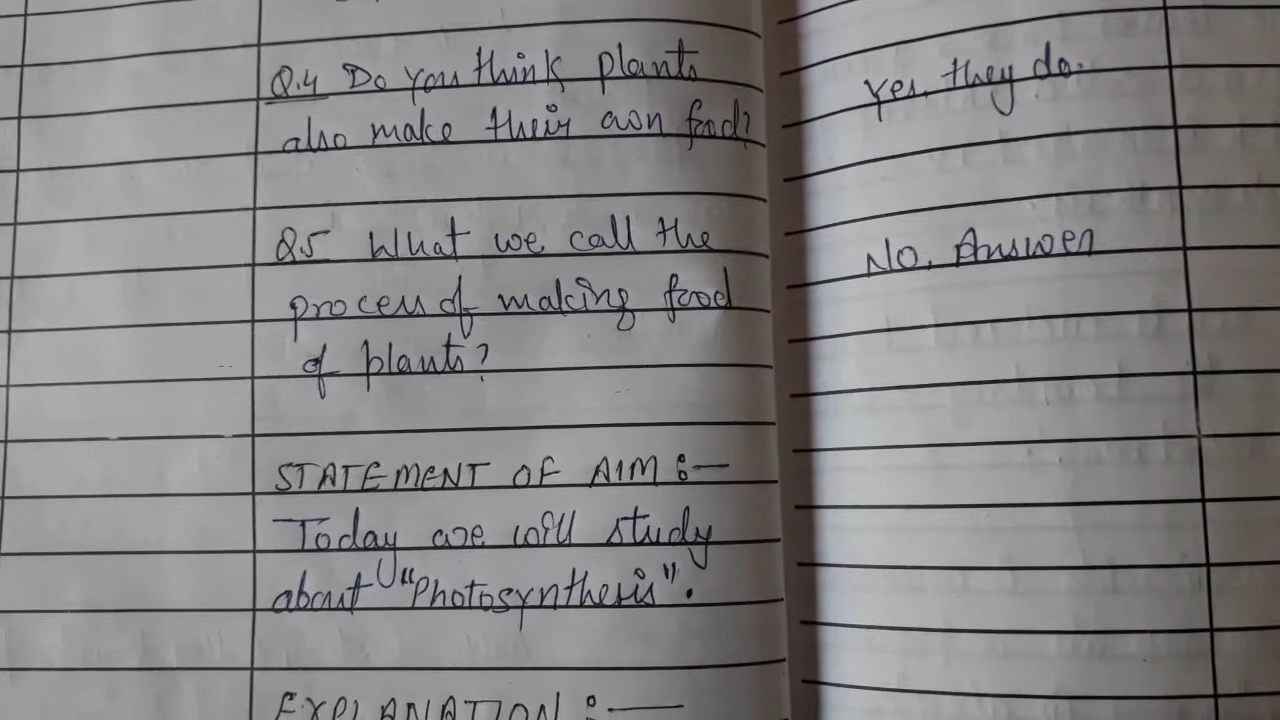 Q.4 Do you think plants
also make their own food?
Yes, they do.
Q5 What we call the
process of making food
of plants?
No, Answer
STATEMENT OF AIM :—
Today we will study
about "Photosynthesis".
EXPLANATION :—